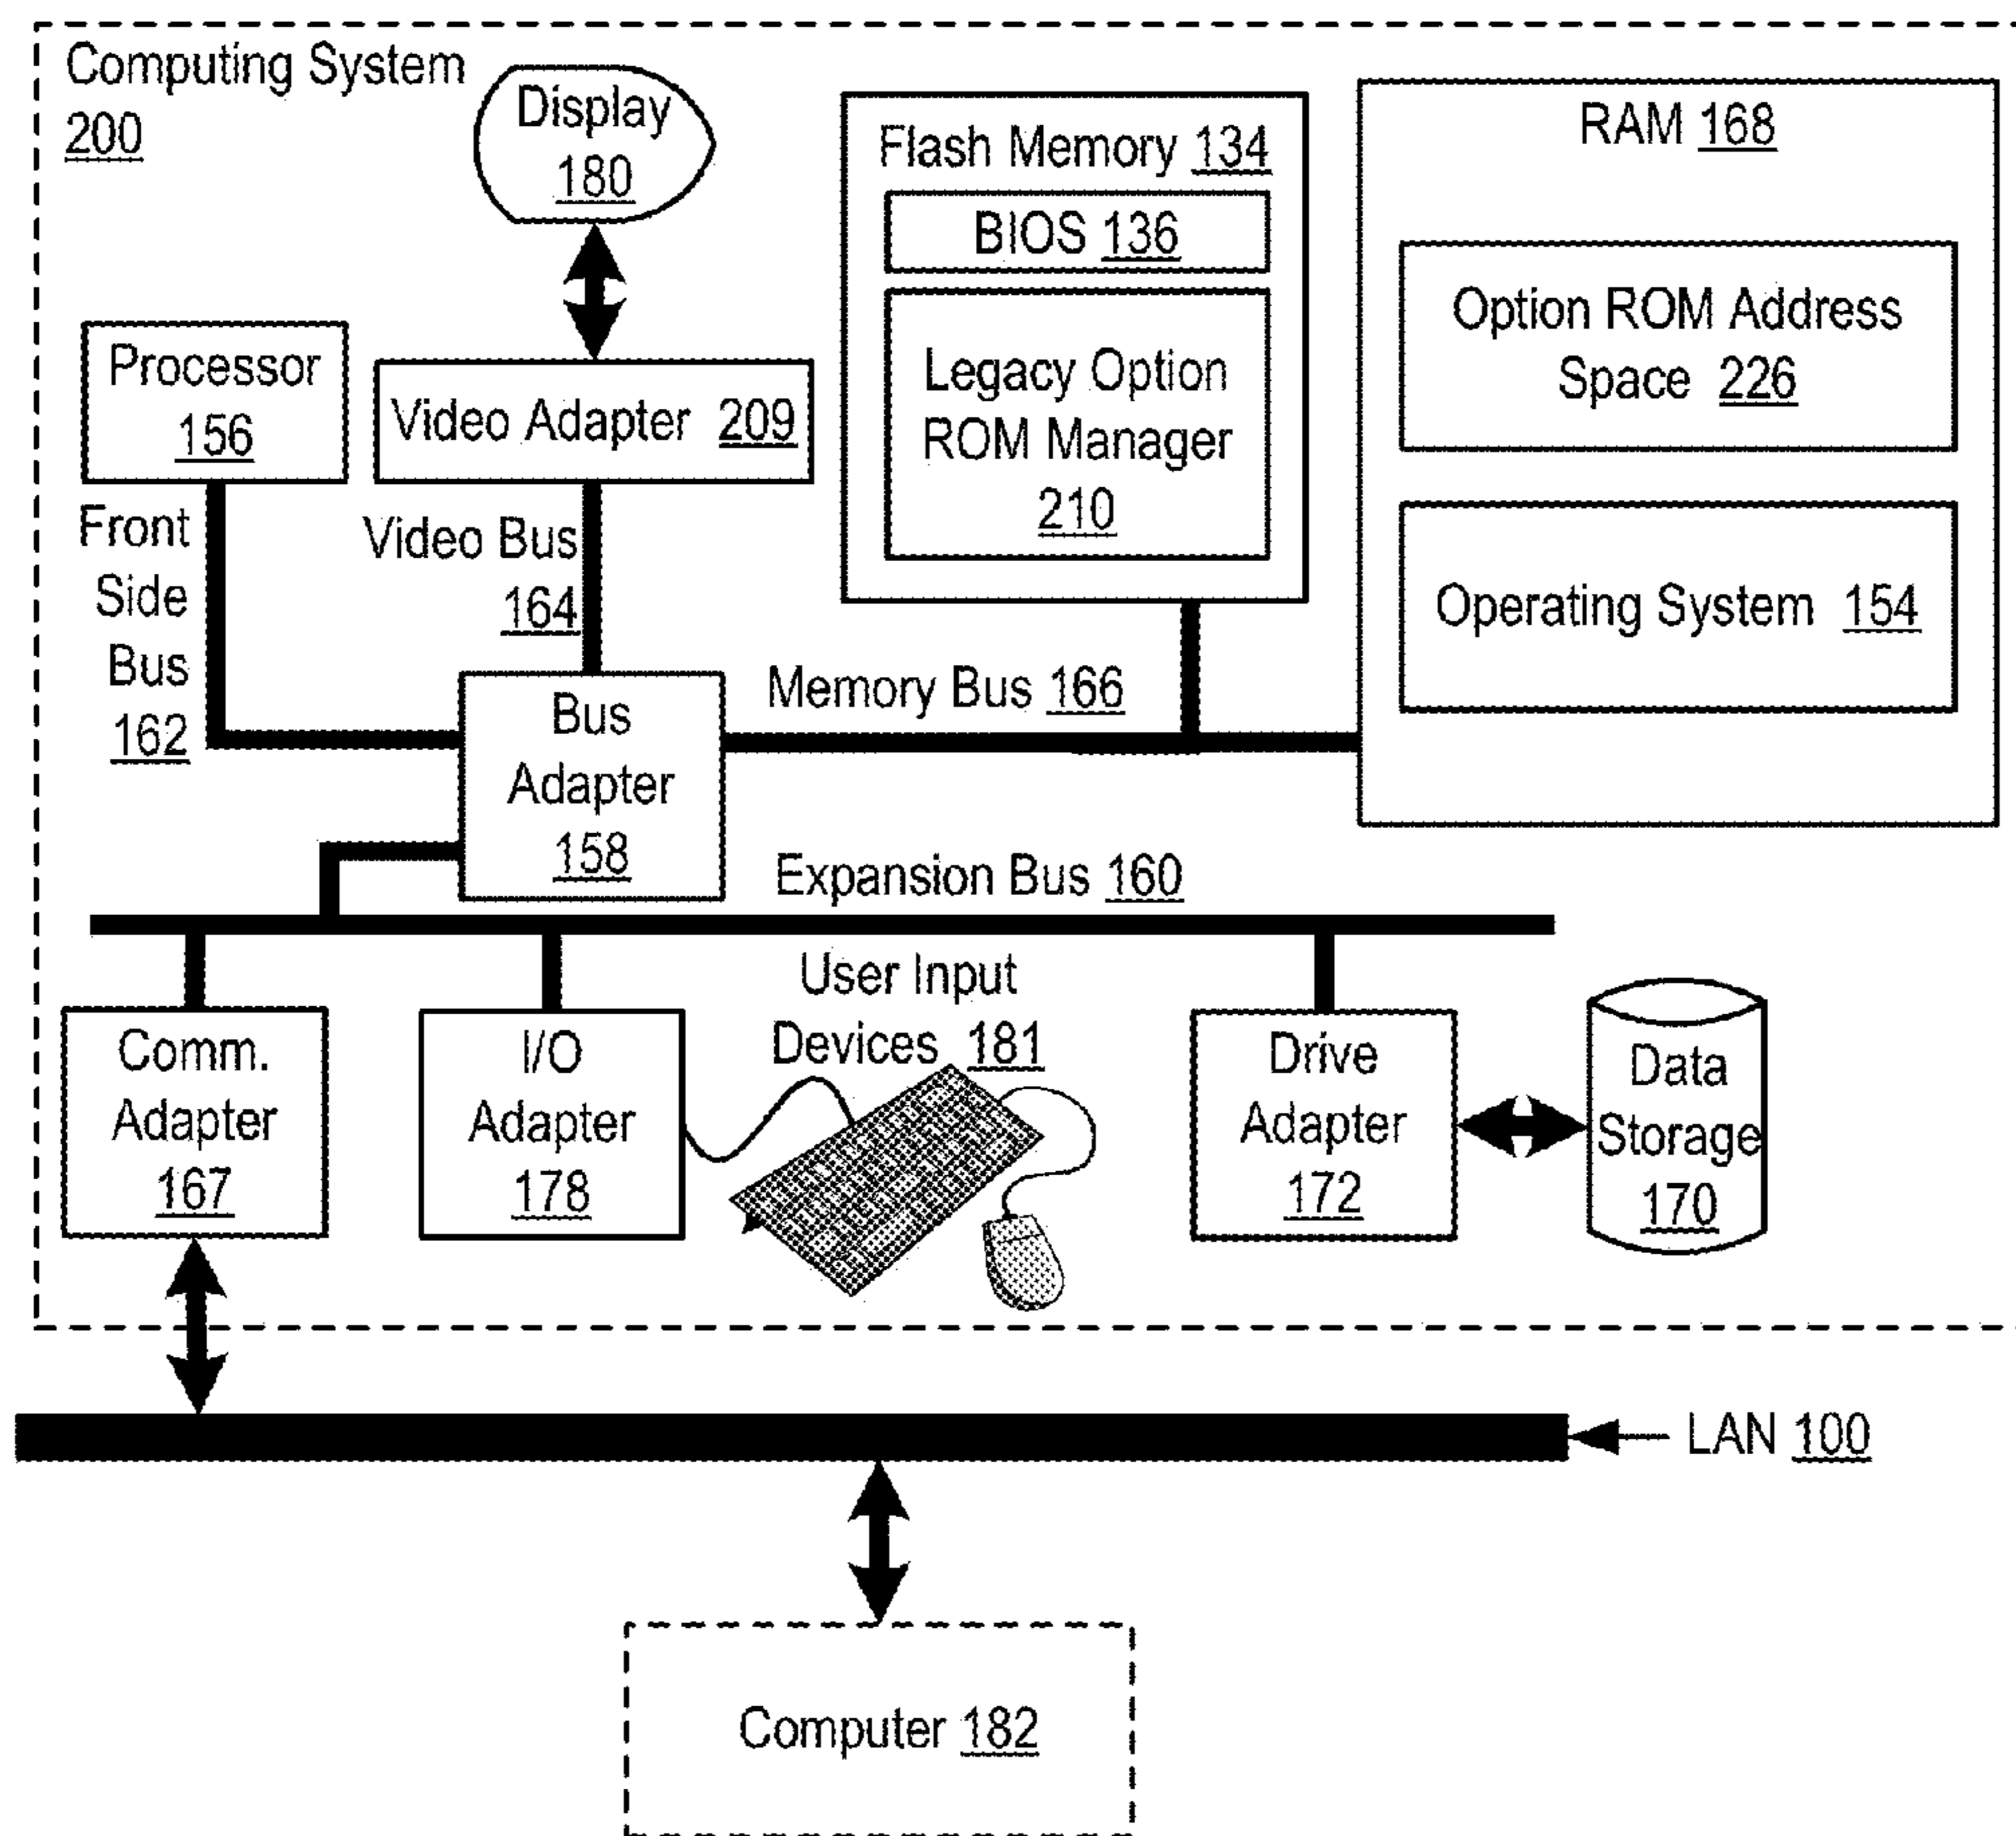 Computing System
200
Display
180
Flash Memory 134
BIOS 136
Legacy Option
ROM Manager
210
RAM 168
Option ROM Address
Space 226
Operating System 154
Processor
156
Video Adapter 209
Front
Side
Bus
162
Video Bus
164
Bus
Adapter
158
Memory Bus 166
Expansion Bus 160
Comm.
Adapter
167
I/O
Adapter
178
User Input
Devices 181
Drive
Adapter
172
Data
Storage
170
LAN 100
Computer 182